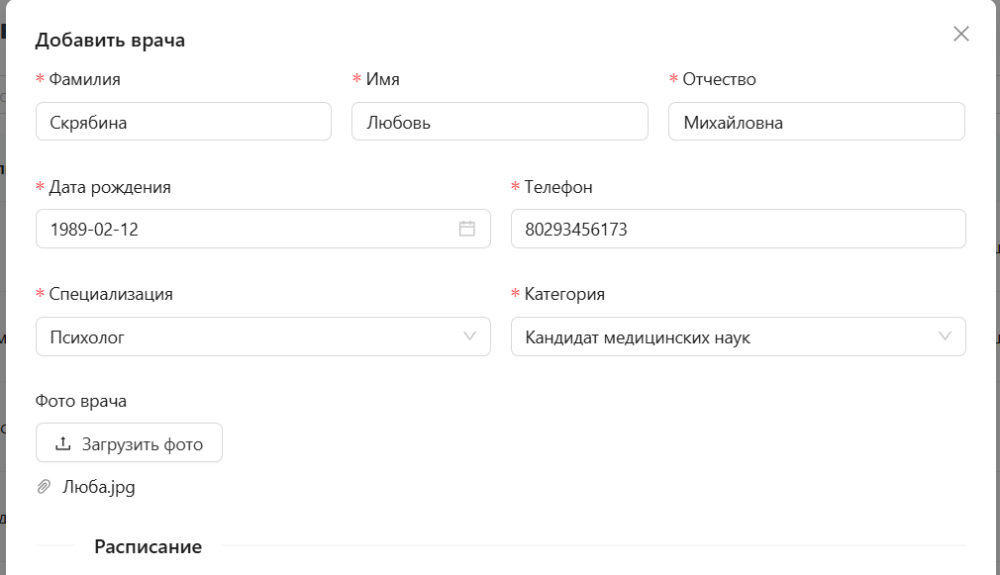 Добавить врача
* Фамилия
* Имя
* Отчество
Скрябина
Любовь
Михайловна
* Дата рождения
* Телефон
1989-02-12
80293456173
* Специализация
* Категория
Психолог
Кандидат медицинских наук
Фото врача
Загрузить фото
Люба.jpg
Расписание